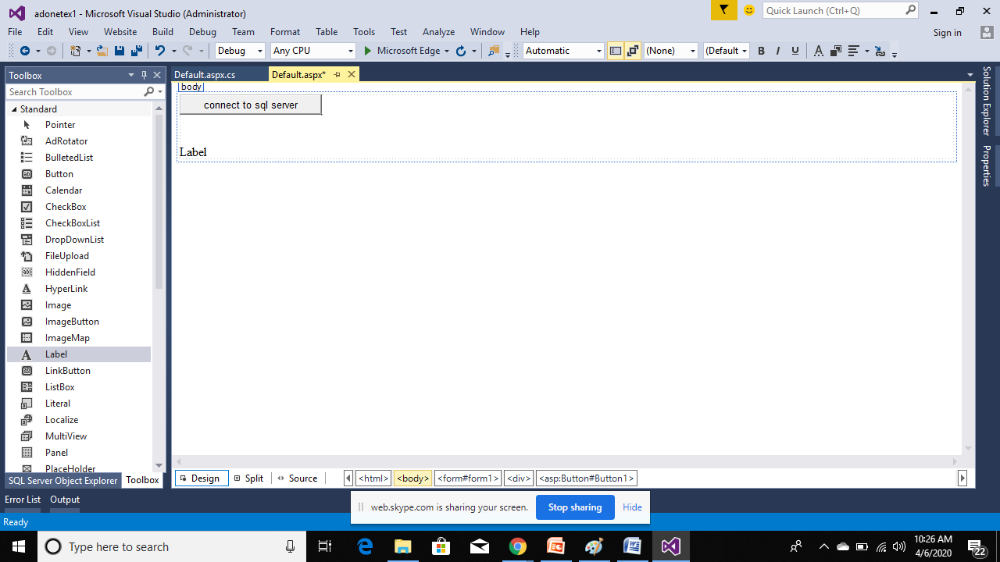 adonetex1 - Microsoft Visual Studio (Administrator)
Quick Launch (Ctrl+Q)
File Edit View Website Build Debug Team Format Table Tools Test Analyze Window Help
Sign in
Debug Any CPU Microsoft Edge Automatic (None) (Default B I U A
Toolbox
Search Toolbox
Standard
Pointer
AdRotator
BulletedList
Button
Calendar
CheckBox
CheckBoxList
DropDownList
FileUpload
HiddenField
HyperLink
Image
ImageButton
ImageMap
Label
LinkButton
ListBox
Literal
Localize
MultiView
Panel
PlaceHolder
SQL Server Object Explorer Toolbox
Default.aspx.cs Default.aspx*
body
connect to sql server
Label
Solution Explorer
Properties
Design Split Source <html> <body> <form#form1> <div> <asp:Button#Button1>
Error List Output
web.skype.com is sharing your screen. Stop sharing Hide
Ready
Type here to search
10:26 AM
4/6/2020
22